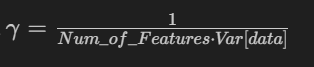 γ = 1 / Num_of_Features·Var[data]